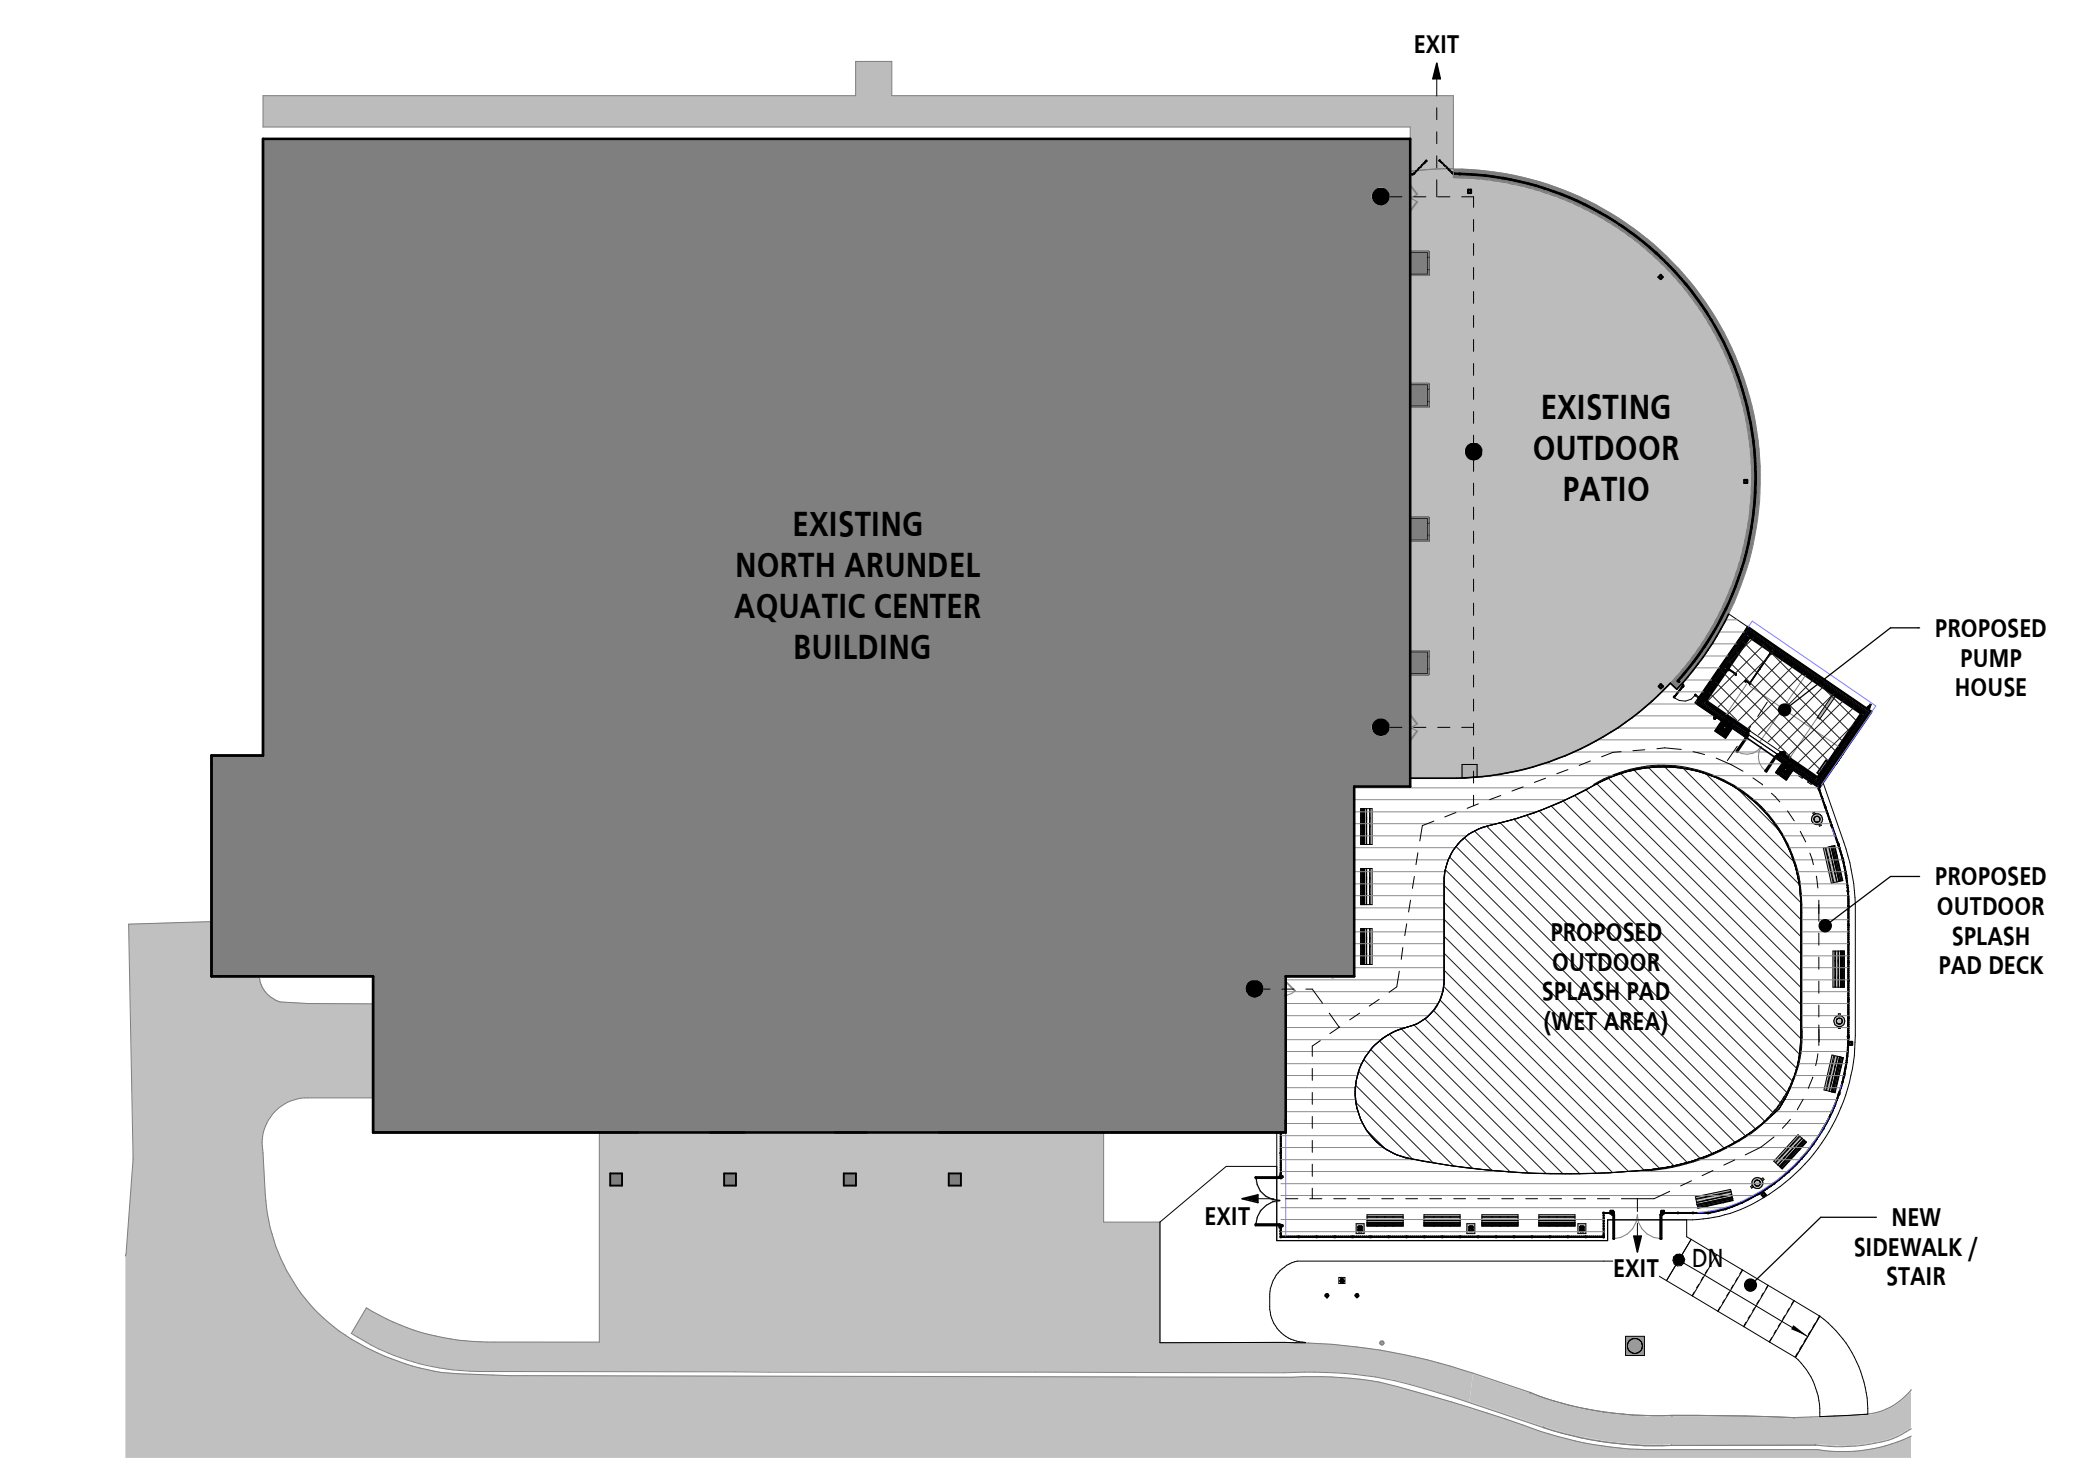 EXIT
EXISTING
OUTDOOR
PATIO
EXISTING
NORTH ARUNDEL
AQUATIC CENTER
BUILDING
PROPOSED
PUMP
HOUSE
PROPOSED
OUTDOOR
SPLASH
PAD DECK
PROPOSED
OUTDOOR
SPLASH PAD
(WET AREA)
EXIT
EXIT
DN
NEW
SIDEWALK /
STAIR